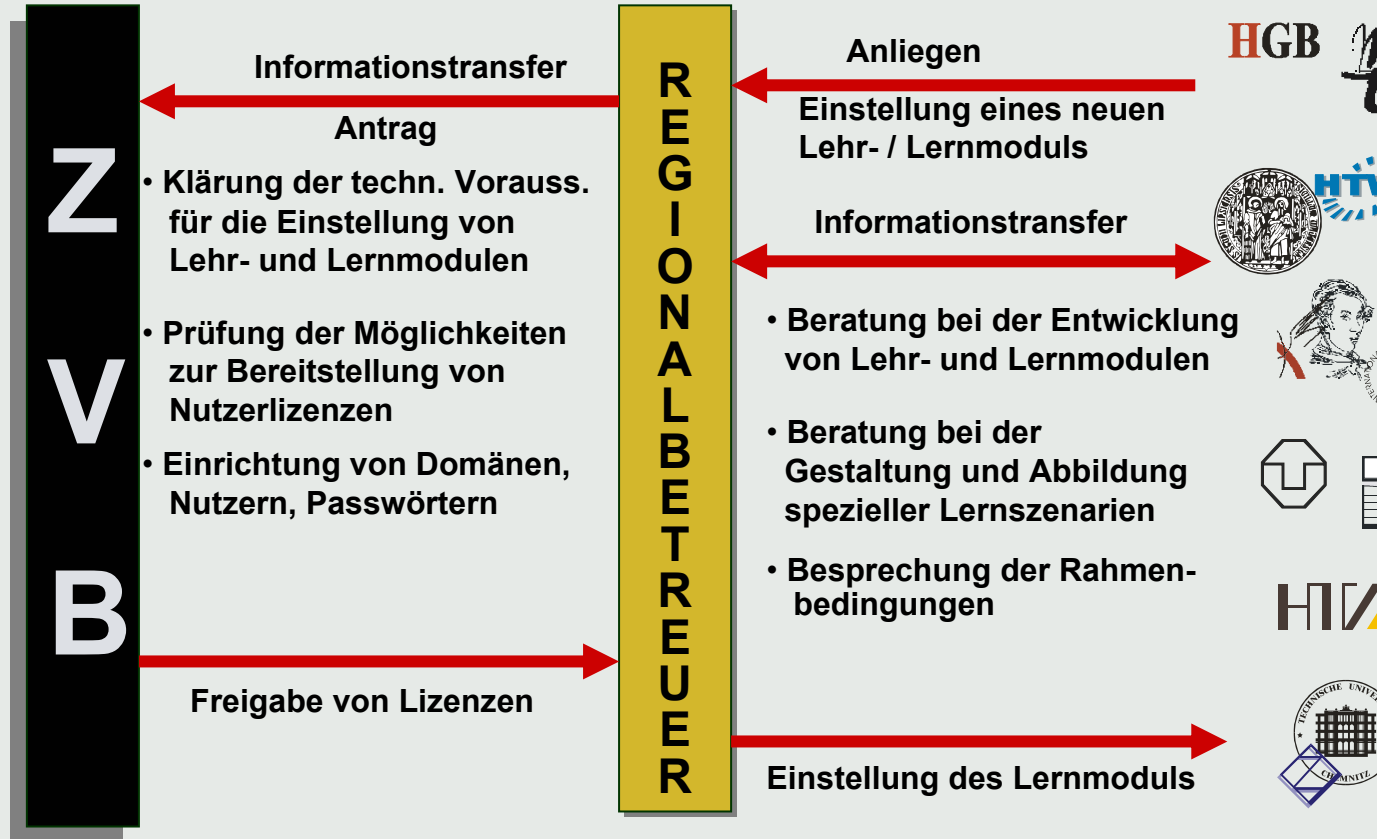 Z
V
B
Informationstransfer
Antrag
• Klärung der techn. Vorauss.
für die Einstellung von
Lehr- und Lernmodulen
• Prüfung der Möglichkeiten
zur Bereitstellung von
Nutzerlizenzen
• Einrichtung von Domänen,
Nutzern, Passwörtern
Freigabe von Lizenzen
REGIONALBETREUER
Anliegen
Einstellung eines neuen
Lehr- / Lernmoduls
Informationstransfer
• Beratung bei der Entwicklung
von Lehr- und Lernmodulen
• Beratung bei der
Gestaltung und Abbildung
spezieller Lernszenarien
• Besprechung der Rahmen-
bedingungen
Einstellung des Lernmoduls
HGB
TECHNISCHE
CHEMNITZ